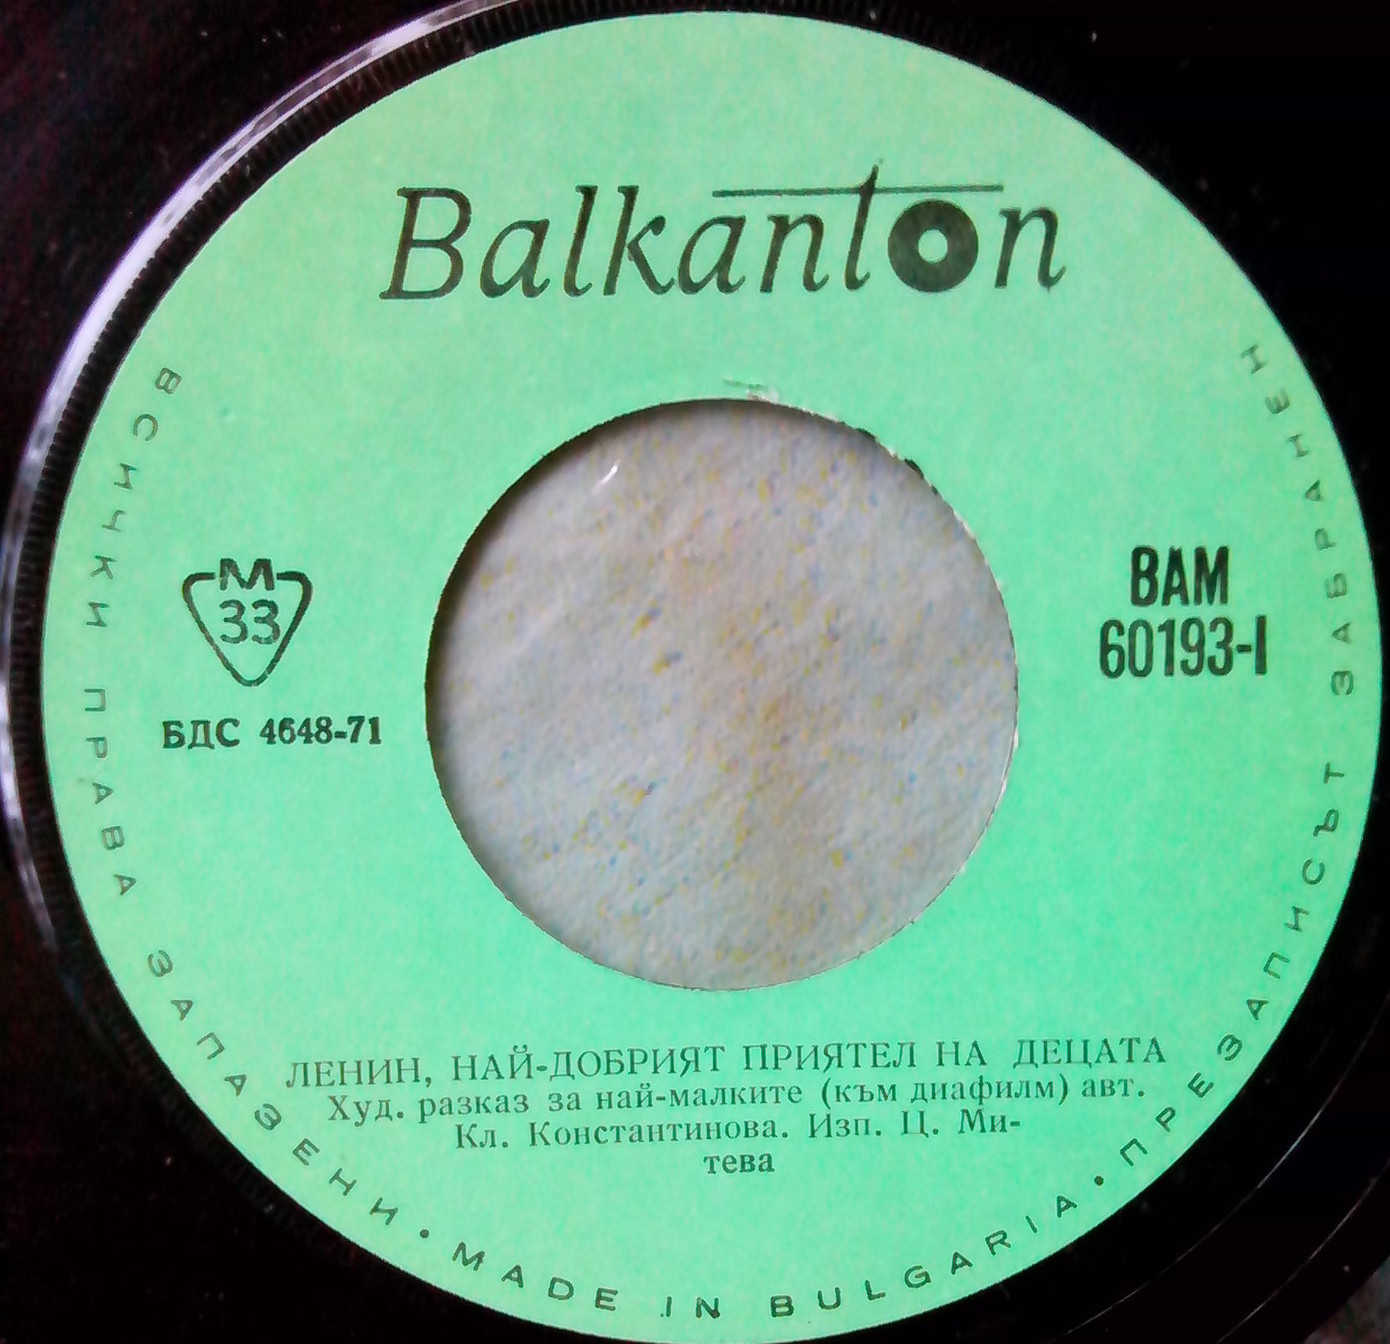 Balkanton
М
33
БДС 4648-71
ВАМ
60193-I
ЛЕНИН, НАЙ-ДОБРИЯТ ПРИЯТЕЛ НА ДЕЦАТА
Худ. разказ за най-малките (към диафилм) авт.
Кл. Константинова. Изп. Ц. Ми-
тева
ВСИЧКИ ПРАВА ЗАПАЗЕНИ • MADE IN BULGARIA • ПРЕЗАПИСЪТ ЗАБРАНЕН